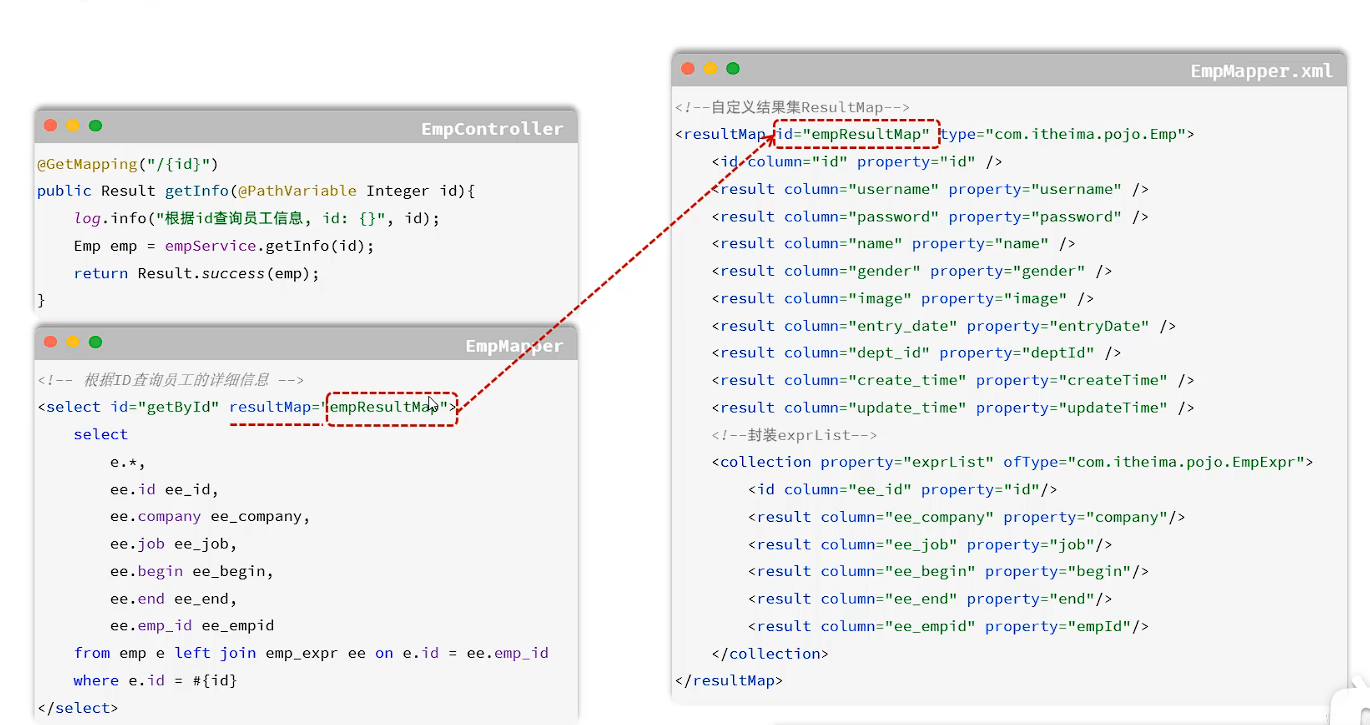 EmpController
@GetMapping("/{id}")
public Result getInfo(@PathVariable Integer id){
log.info("根据id查询员工信息, id: {}", id);
Emp emp = empService.getInfo(id);
return Result.success(emp);
}
EmpMapper
<!-- 根据ID查询员工的详细信息 -->
<select id="getById" resultMap="empResultMap">
select
e.*,
ee.id ee_id,
ee.company ee_company,
ee.job ee_job,
ee.begin ee_begin,
ee.end ee_end,
ee.emp_id ee_empid
from emp e left join emp_expr ee on e.id = ee.emp_id
where e.id = #{id}
</select>
EmpMapper.xml
<!--自定义结果集ResultMap-->
<resultMap id="empResultMap" type="com.itheima.pojo.Emp">
<id column="id" property="id" />
<result column="username" property="username" />
<result column="password" property="password" />
<result column="name" property="name" />
<result column="gender" property="gender" />
<result column="image" property="image" />
<result column="entry_date" property="entryDate" />
<result column="dept_id" property="deptId" />
<result column="create_time" property="createTime" />
<result column="update_time" property="updateTime" />
<!--封装exprList-->
<collection property="exprList" ofType="com.itheima.pojo.EmpExpr">
<id column="ee_id" property="id"/>
<result column="ee_company" property="company"/>
<result column="ee_job" property="job"/>
<result column="ee_begin" property="begin"/>
<result column="ee_end" property="end"/>
<result column="ee_empid" property="empId"/>
</collection>
</resultMap>